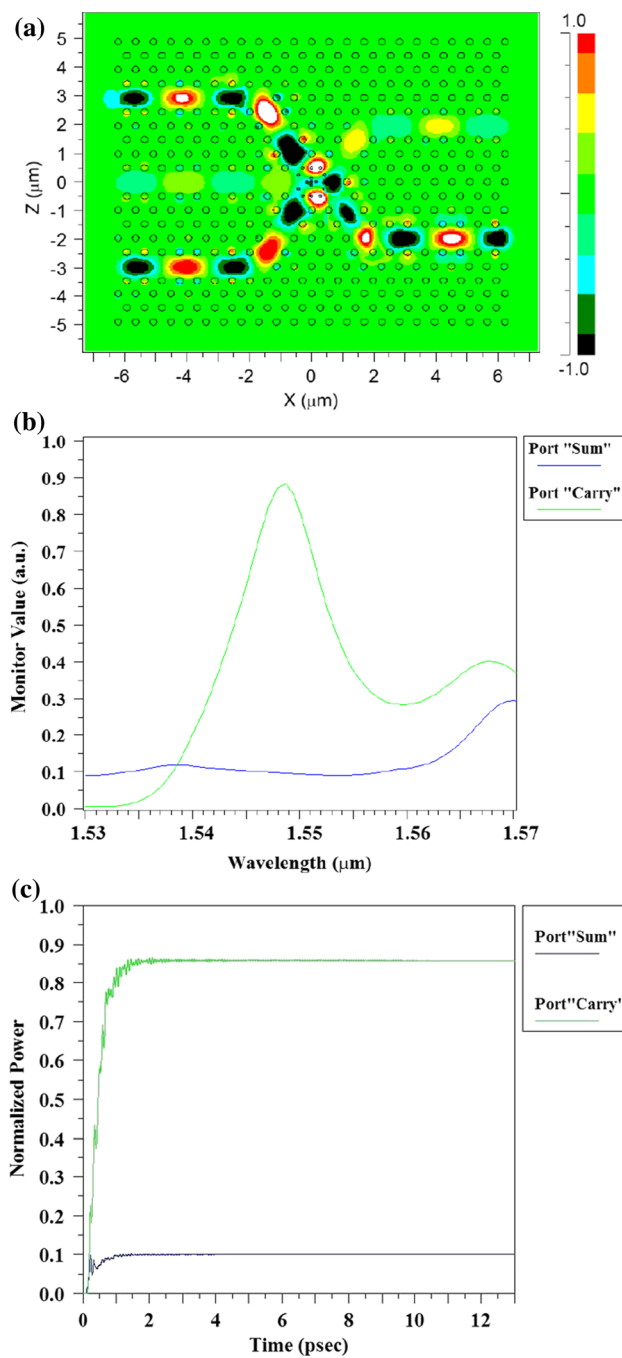 (a)
1.0
5
4
3
2
1
0
-1
-2
-3
-4
-5
Z (μm)
-6 -4 -2 0 2 4 6
X (μm)
-1.0
(b)
1.0
0.9
0.8
0.7
0.6
0.5
0.4
0.3
0.2
0.1
0.0
Monitor Value (a.u.)
1.53 1.54 1.55 1.56 1.57
Wavelength (μm)
Port "Sum"
Port "Carry"
(c)
1.0
0.9
0.8
0.7
0.6
0.5
0.4
0.3
0.2
0.1
0.0
Normalized Power
0 2 4 6 8 10 12
Time (psec)
Port"Sum"
Port"Carry"